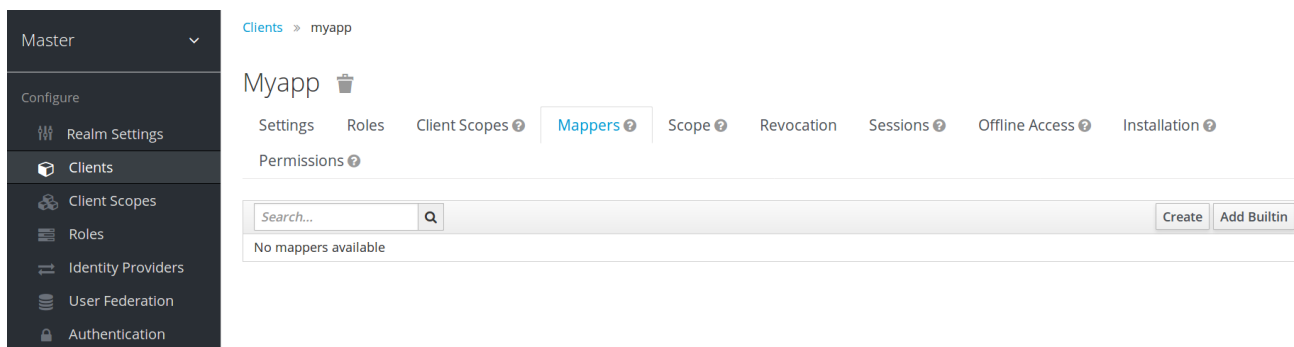 Master
Configure
Realm Settings
Clients
Client Scopes
Roles
Identity Providers
User Federation
Authentication
Clients » myapp
Myapp
Settings Roles Client Scopes Mappers Scope Revocation Sessions Offline Access Installation
Permissions
Search...
Create Add Builtin
No mappers available